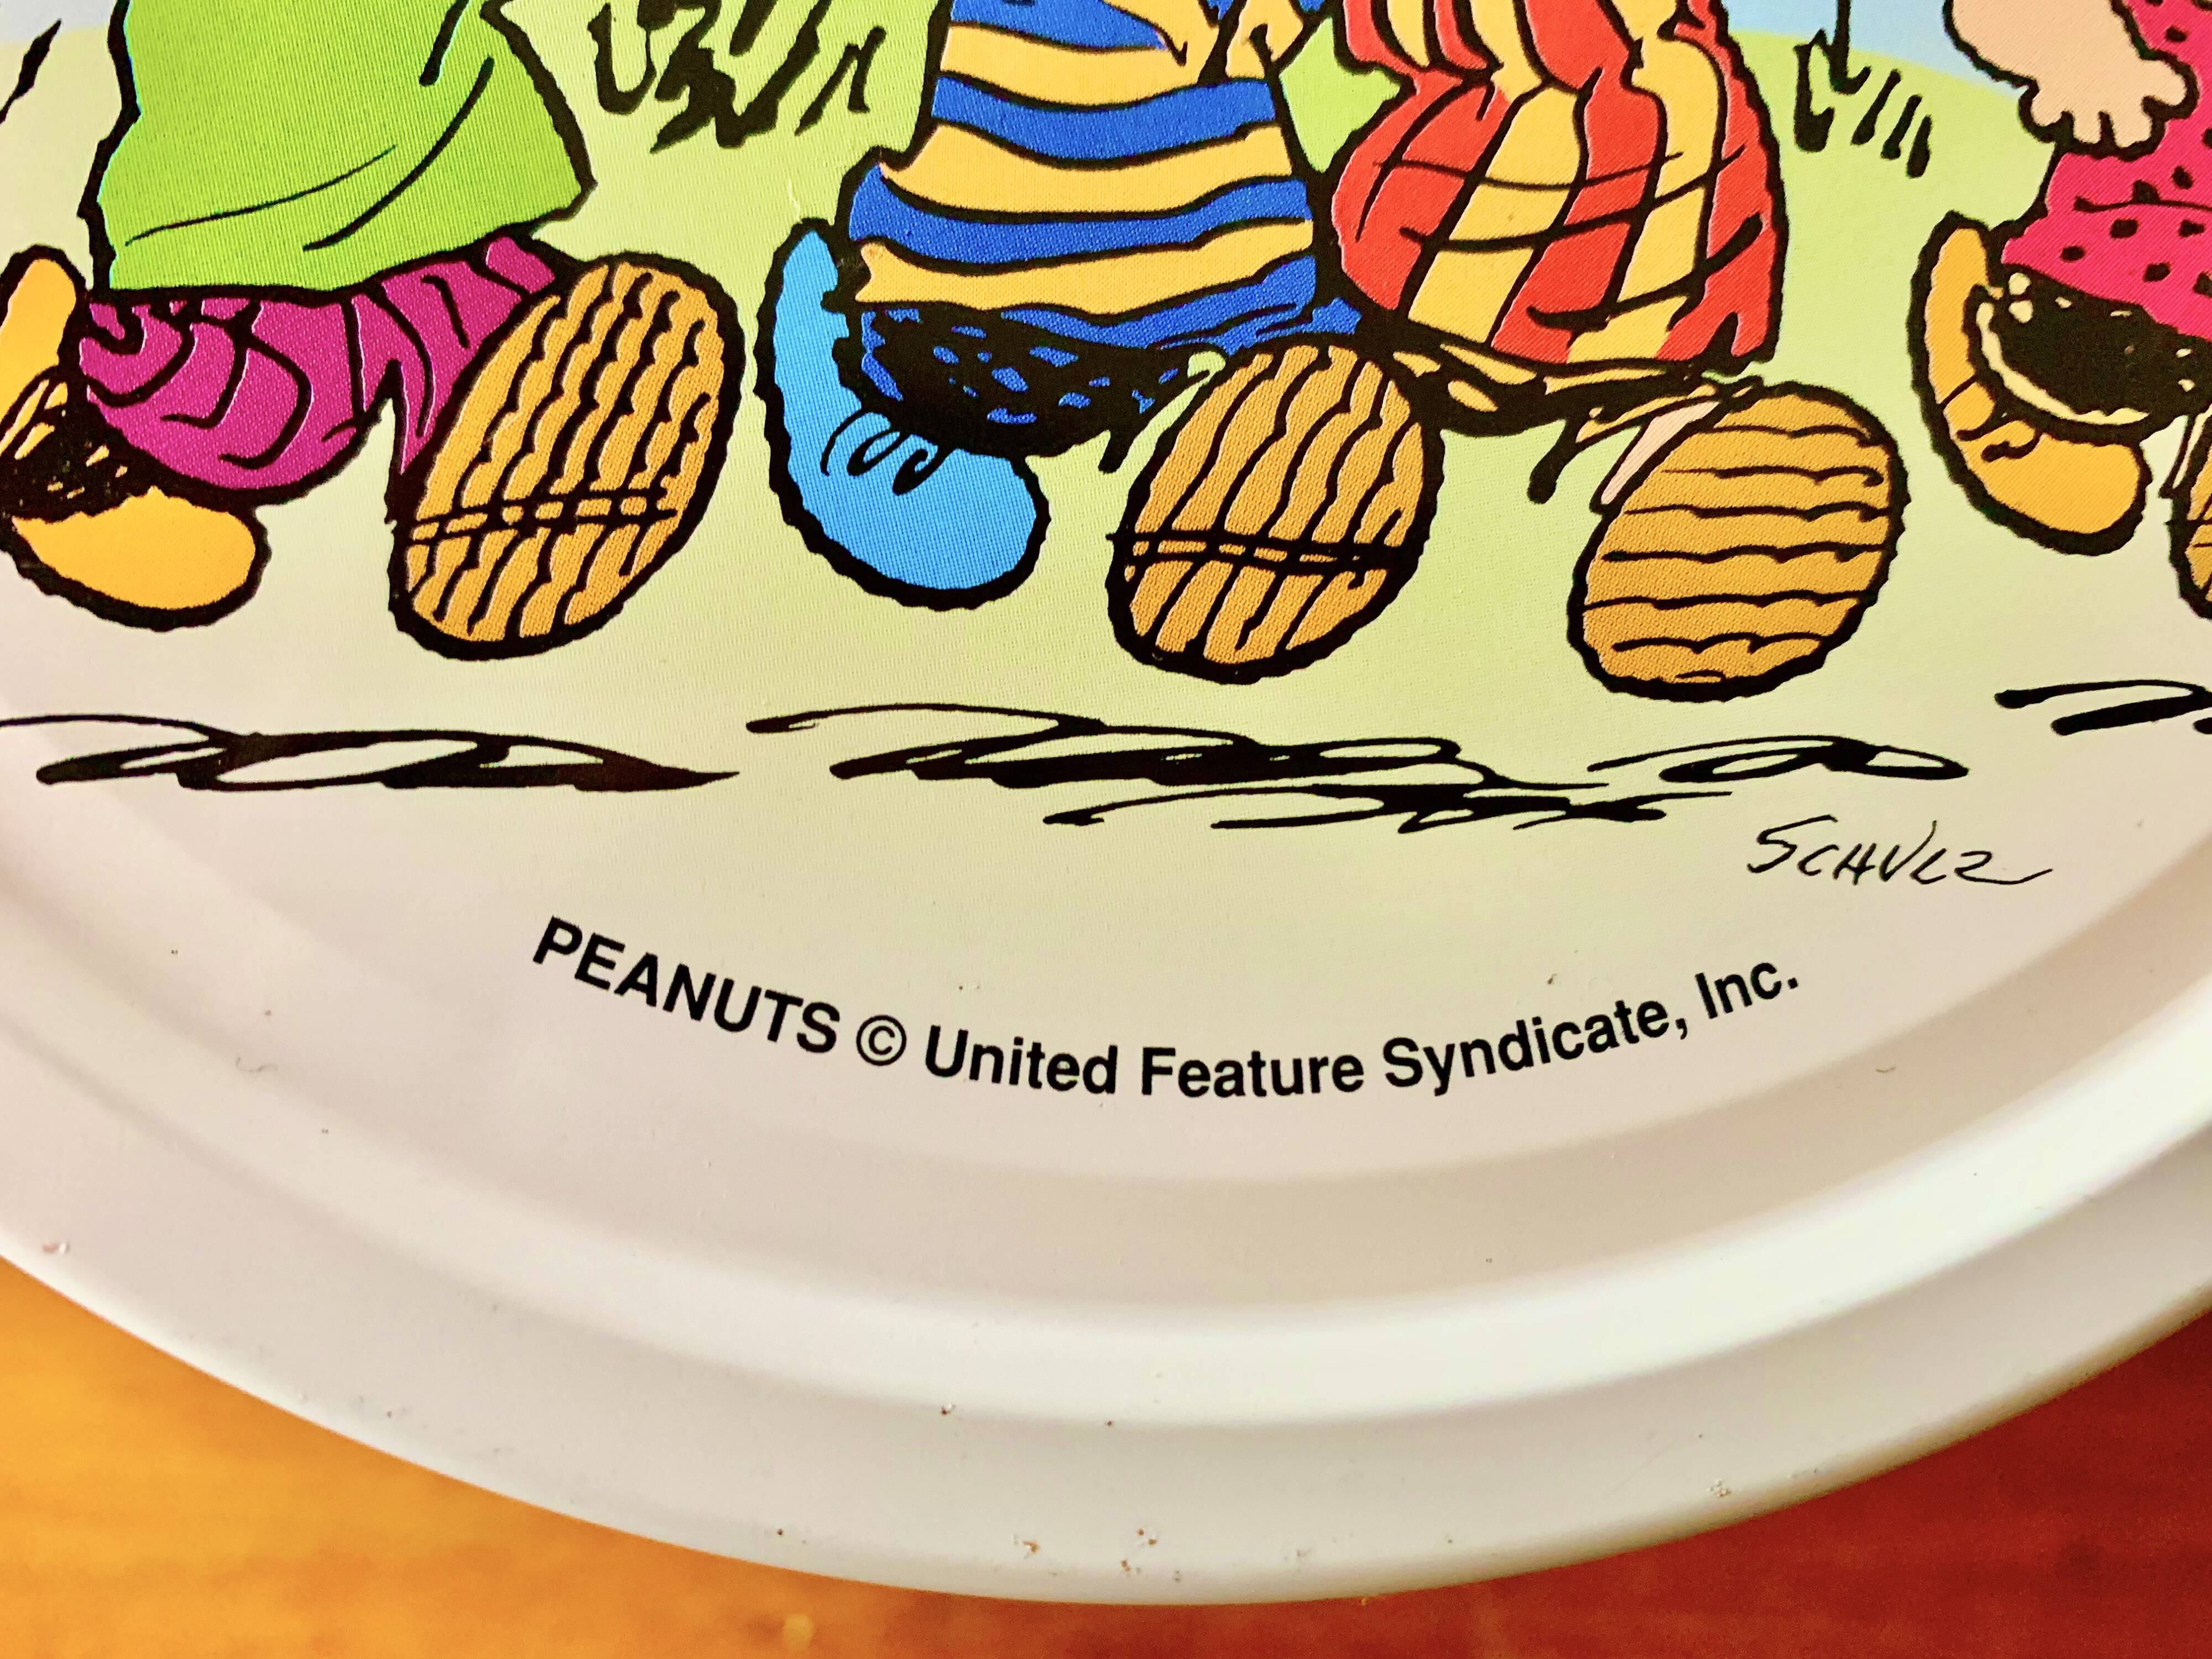 SCHULZ
PEANUTS © United Feature Syndicate, Inc.